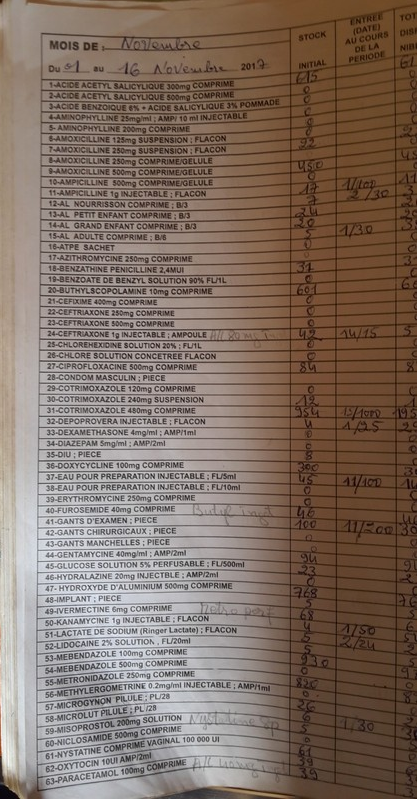 MOIS DE : Novembre
Du 01 au 16 Novembre 2017
STOCK INITIAL
ENTREE (DATE) AU COURS DE LA PERIODE
1-ACIDE ACETYL SALICYLIQUE 300mg COMPRIME 615
2-ACIDE ACETYL SALICYLIQUE 500mg COMPRIME 0
3-ACIDE BENZOIQUE 6% + ACIDE SALICYLIQUE 3% POMMADE 0
4-AMINOPHYLLINE 25mg/ml ; AMP/ 10 ml INJECTABLE 0
5- AMINOPHYLLINE 200mg COMPRIME 0
6-AMOXICILLINE 125mg SUSPENSION ; FLACON 0
7-AMOXICILLINE 250mg SUSPENSION ; FLACON 22
8-AMOXICILLINE 250mg COMPRIME/GELULE 0
9-AMOXICILLINE 500mg COMPRIME/GELULE 450
10-AMPICILLINE 500mg COMPRIME/GELULE 0
11-AMPICILLINE 1g INJECTABLE ; FLACON 17 1/100
12-AL NOURRISSON COMPRIME ; B/3 7 2/30
13-AL PETIT ENFANT COMPRIME ; B/3 24
14-AL GRAND ENFANT COMPRIME ; B/3 20
15-AL ADULTE COMPRIME ; B/6 5 1/30
16-ATPE SACHET 0
17-AZITHROMYCINE 250mg COMPRIME 0
18-BENZATHINE PENICILLINE 2,4MUI 31
19-BENZOATE DE BENZYL SOLUTION 90% FL/1L 0
20-BUTHYLSCOPOLAMINE 10mg COMPRIME 601
21-CEFIXIME 400mg COMPRIME 0
22-CEFTRIAXONE 250mg COMPRIME 0
23-CEFTRIAXONE 500mg COMPRIME 0
24-CEFTRIAXONE 1g INJECTABLE ; AMPOULE 42 14/15
25-CHLOREHEXIDINE SOLUTION 20% ; FL/1L 0
26-CHLORE SOLUTION CONCETREE FLACON 0
27-CIPROFLOXACINE 500mg COMPRIME 84
28-CONDOM MASCULIN ; PIECE
29-COTRIMOXAZOLE 120mg COMPRIME 0
30-COTRIMOXAZOLE 240mg SUSPENSION 12
31-COTRIMOXAZOLE 480mg COMPRIME 954 15/1000
32-DEPOPROVERA INJECTABLE ; FLACON 4 1/25
33-DEXAMETHASONE 4mg/ml ; AMP/1ml 0
34-DIAZEPAM 5mg/ml ; AMP/2ml 0
35-DIU ; PIECE 8
36-DOXYCYCLINE 100mg COMPRIME 300
37-EAU POUR PREPARATION INJECTABLE ; FL/5ml 45
38-EAU POUR PREPARATION INJECTABLE ; FL/10ml 0 11/100
39-ERYTHROMYCINE 250mg COMPRIME 0
40-FUROSEMIDE 40mg COMPRIME 46
41-GANTS D'EXAMEN ; PIECE 100 11/200
42-GANTS CHIRURGICAUX ; PIECE 0
43-GANTS MANCHELLES ; PIECE
44-GENTAMYCINE 40mg/ml ; AMP/2ml 94
45-GLUCOSE SOLUTION 5% PERFUSABLE ; FL/500ml 23
46-HYDRALAZINE 20mg INJECTABLE ; AMP/2ml 0
47- HYDROXYDE D'ALUMINIUM 500mg COMPRIME 768
48-IMPLANT ; PIECE 5
49-IVERMECTINE 6mg COMPRIME 68
50-KANAMYCINE 1g INJECTABLE ; FLACON 4 1/50
51-LACTATE DE SODIUM (Ringer Lactate) ; FLACON 5 2/24
52-LIDOCAINE 2% SOLUTION , FL/20ml 5
53-MEBENDAZOLE 100mg COMPRIME 930
54-MEBENDAZOLE 500mg COMPRIME 0
55-METRONIDAZOLE 250mg COMPRIME 820
56-METHYLERGOMETRINE 0.2mg/ml INJECTABLE ; AMP/1ml 0
57-MICROGYNON PILULE ; PL/28 26
58-MICROLUT PILULE ; PL/28 6 1/30
59-MISOPROSTOL 200mg SOLUTION 5
60-NICLOSAMIDE 500mg COMPRIME 0
61-NYSTATINE COMPRIME VAGINAL 100 000 UI 61
62-OXYTOCIN 10UI AMP/2ml 39
63-PARACETAMOL 100mg COMPRIME 39